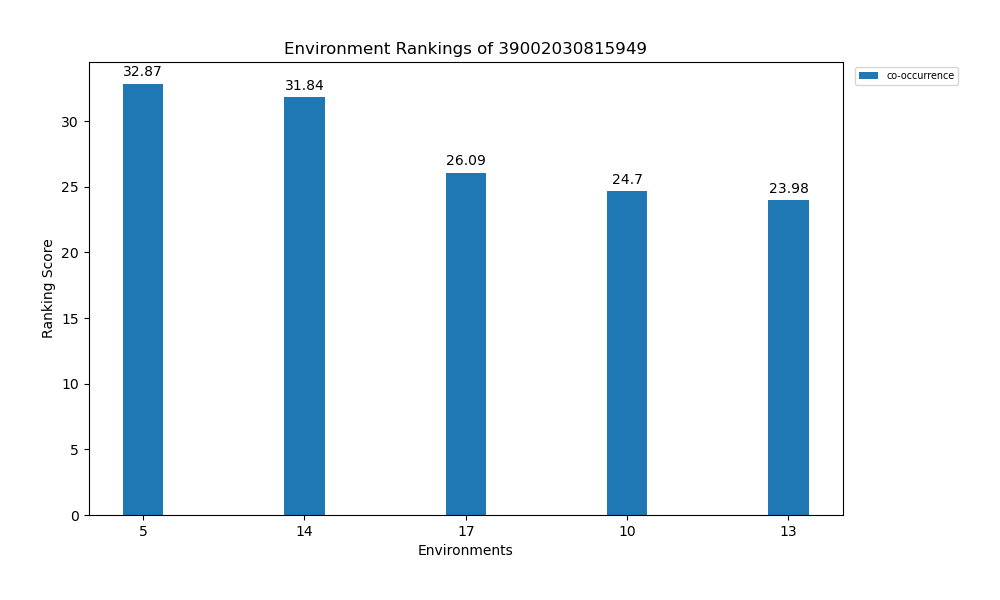 Environment Rankings of 39002030815949
co-occurrence
32.87
31.84
26.09
24.7
23.98
Ranking Score
30
25
20
15
10
5
0
5 14 17 10 13
Environments